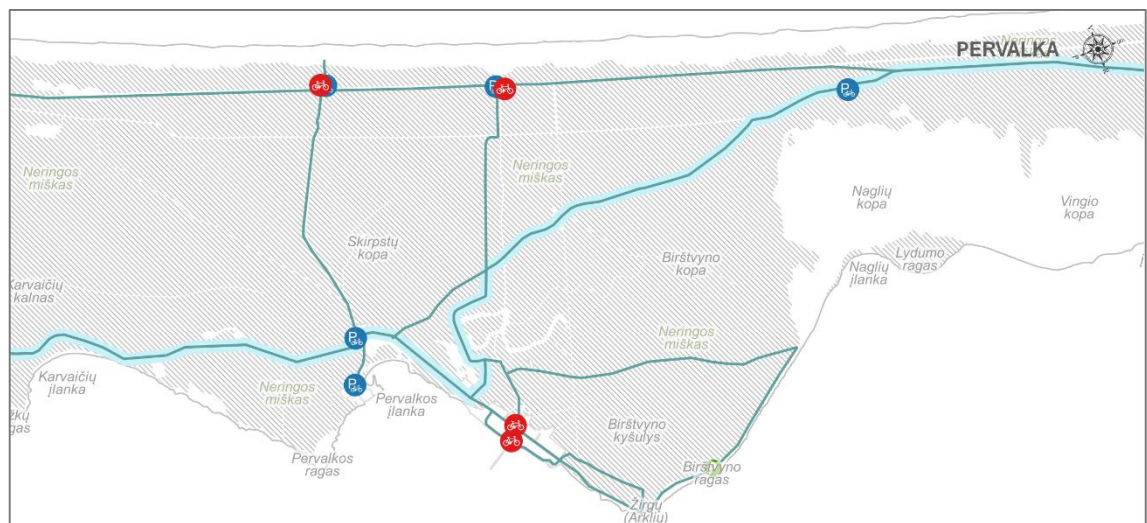 Neringos
PERVALKA
Neringos
miškas
Neringos
miškas
Naglių
kopa
Vingio
kopa
Skirpstų
kopa
Birštvyno
kopa
Lydumo
ragas
Naglių
įlanka
Karvaičių
kalnas
Neringos
miškas
Karvaičių
įlanka
Neringos
miškas
Pervalkos
įlanka
Birštvyno
kyšulys
Pervalkos
ragas
Birštvyno
ragas
Žirgų
(Arklių)
P
P
P
P